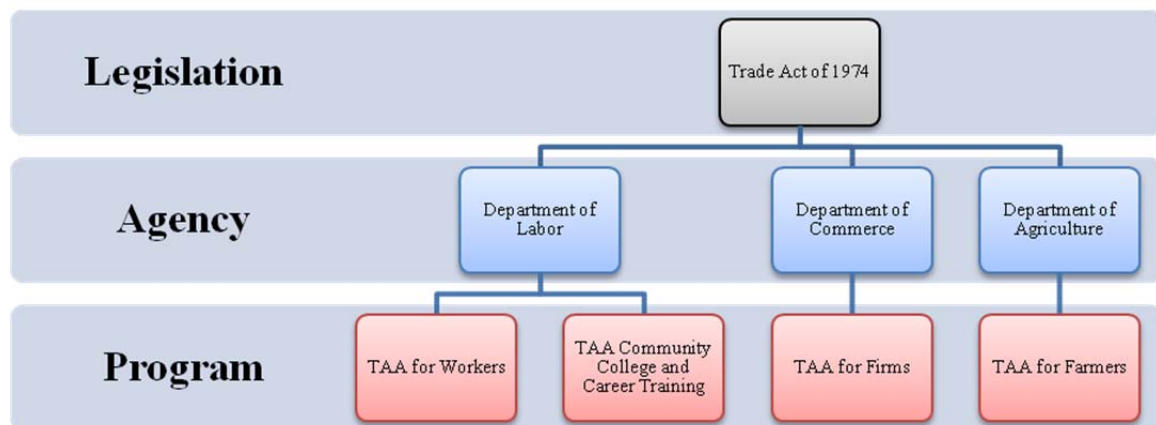 Legislation
Trade Act of 1974
Agency
Department of
Labor
Department of
Commerce
Department of
Agriculture
Program
TAA for Workers
TAA Community
College and
Career Training
TAA for Firms
TAA for Farmers